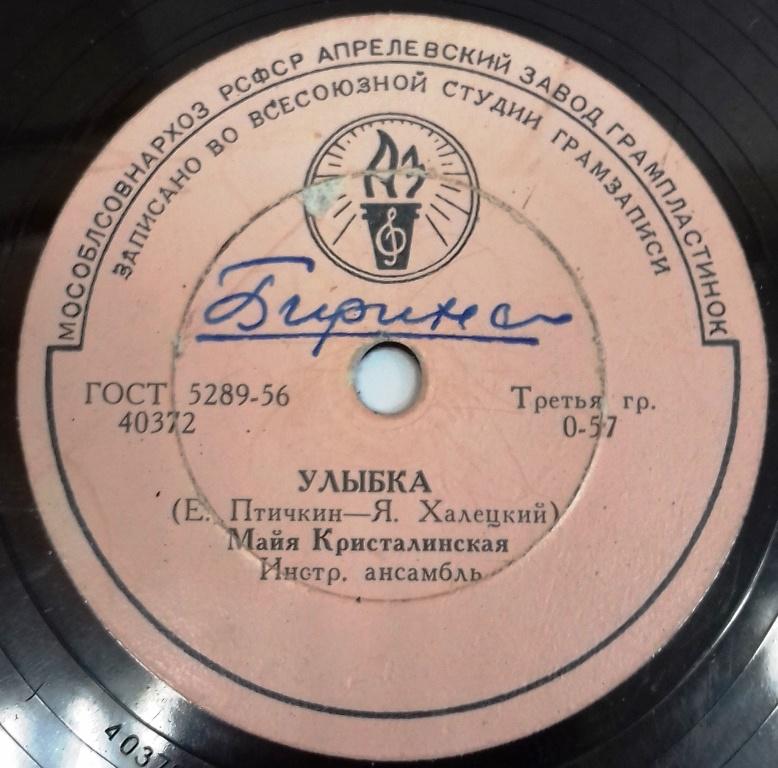 МОСОБЛСОВНАРХОЗ РСФСР АПРЕЛЕВСКИЙ ЗАВОД ГРАМПЛАСТИНОК
ЗАПИСАНО ВО ВСЕСОЮЗНОЙ СТУДИИ ГРАМЗАПИСИ
ГОСТ 5289-56
40372
Третья гр.
0-57
УЛЫБКА
(Е. Птичкин—Я. Халецкий)
Майя Кристалинская
Инстр. ансамбль